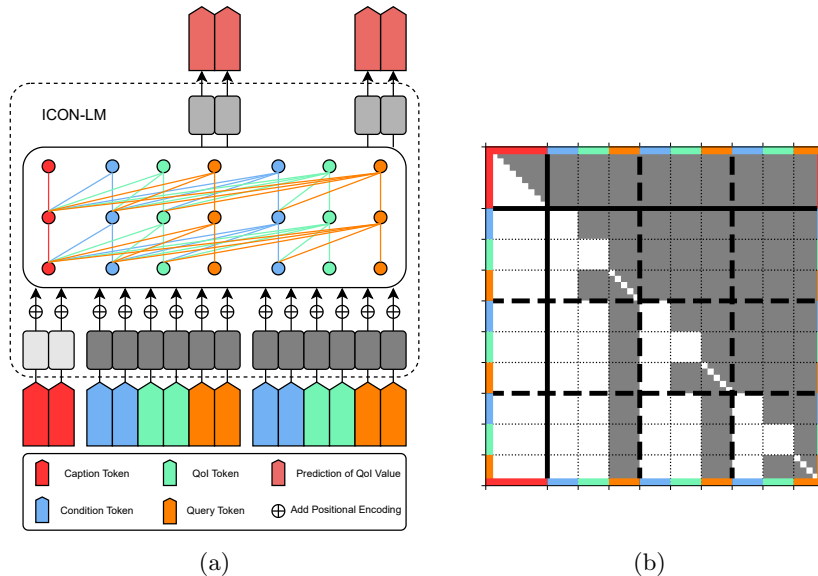 ICON-LM
Caption Token
QoI Token
Prediction of QoI Value
Condition Token
Query Token
Add Positional Encoding
(a)
(b)